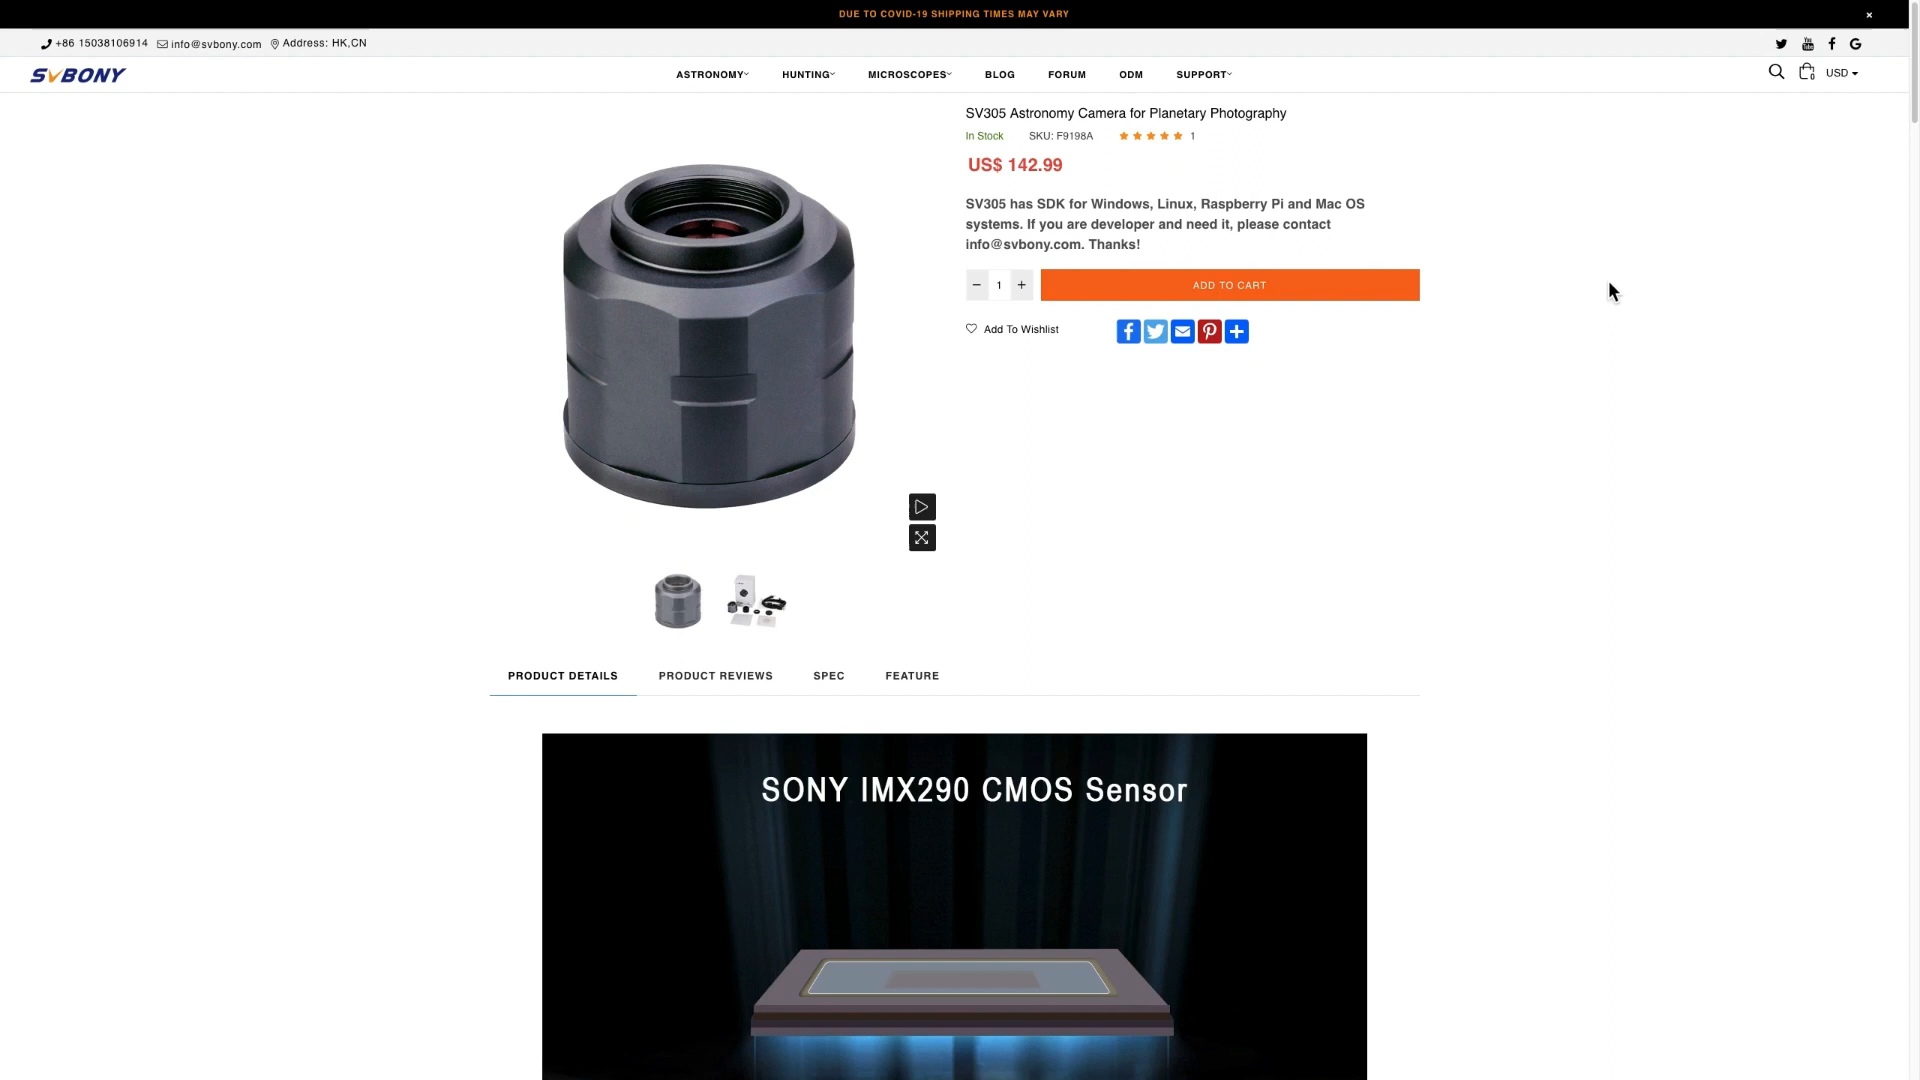 DUE TO COVID-19 SHIPPING TIMES MAY VARY
+86 15038106914 info@svbony.com Address: HK,CN
SVBONY
ASTRONOMY HUNTING MICROSCOPES BLOG FORUM ODM SUPPORT
0 USD
SV305 Astronomy Camera for Planetary Photography
In Stock SKU: F9198A 1
US$ 142.99
SV305 has SDK for Windows, Linux, Raspberry Pi and Mac OS
systems. If you are developer and need it, please contact
info@svbony.com. Thanks!
− 1 + ADD TO CART
Add To Wishlist
PRODUCT DETAILS PRODUCT REVIEWS SPEC FEATURE
SONY IMX290 CMOS Sensor